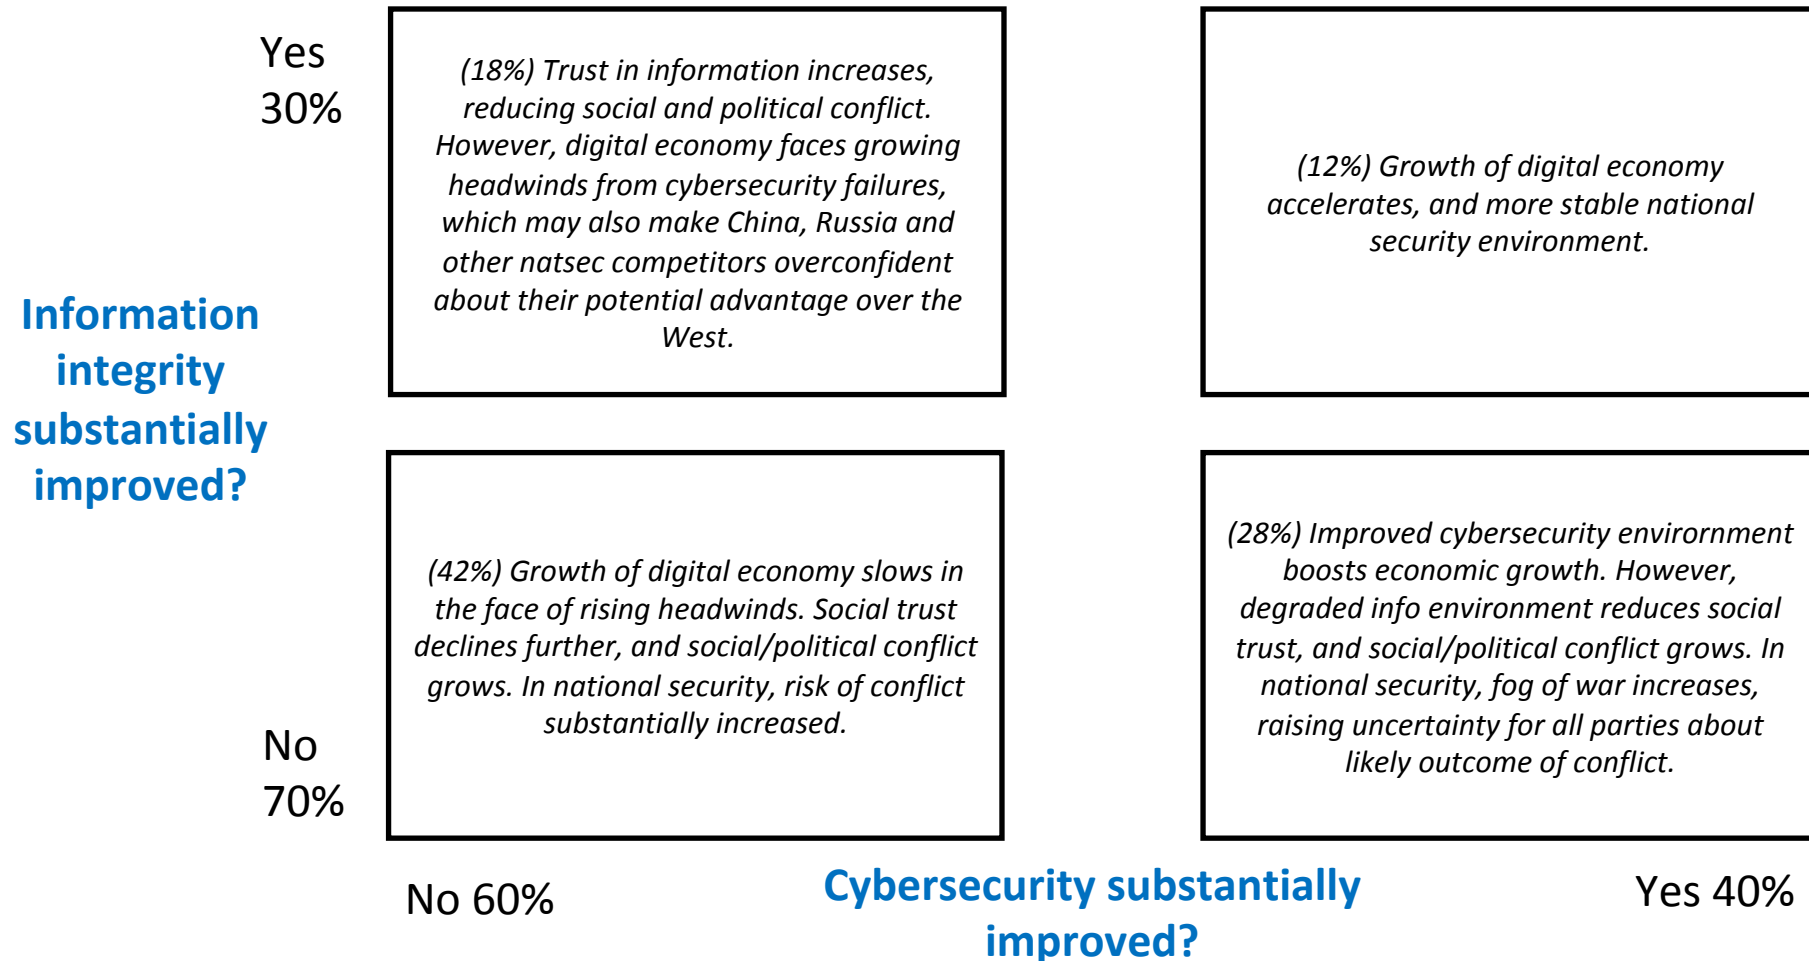 Yes
30%
(18%) Trust in information increases,
reducing social and political conflict.
However, digital economy faces growing
headwinds from cybersecurity failures,
which may also make China, Russia and
other natsec competitors overconfident
about their potential advantage over the
West.
(12%) Growth of digital economy
accelerates, and more stable national
security environment.
Information
integrity
substantially
improved?
(42%) Growth of digital economy slows in
the face of rising headwinds. Social trust
declines further, and social/political conflict
grows. In national security, risk of conflict
substantially increased.
(28%) Improved cybersecurity envirornment
boosts economic growth. However,
degraded info environment reduces social
trust, and social/political conflict grows. In
national security, fog of war increases,
raising uncertainty for all parties about
likely outcome of conflict.
No
70%
No 60%
Cybersecurity substantially
improved?
Yes 40%